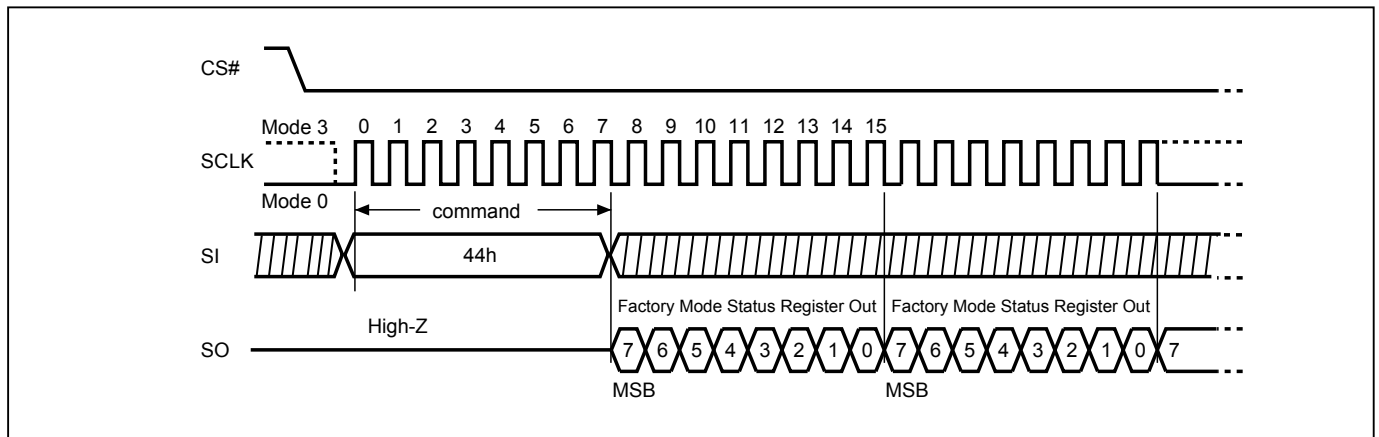 CS#
Mode 3 0 1 2 3 4 5 6 7 8 9 10 11 12 13 14 15
SCLK
Mode 0
command
SI 44h
Factory Mode Status Register Out Factory Mode Status Register Out
High-Z
SO 7 6 5 4 3 2 1 0 7 6 5 4 3 2 1 0 7
MSB MSB